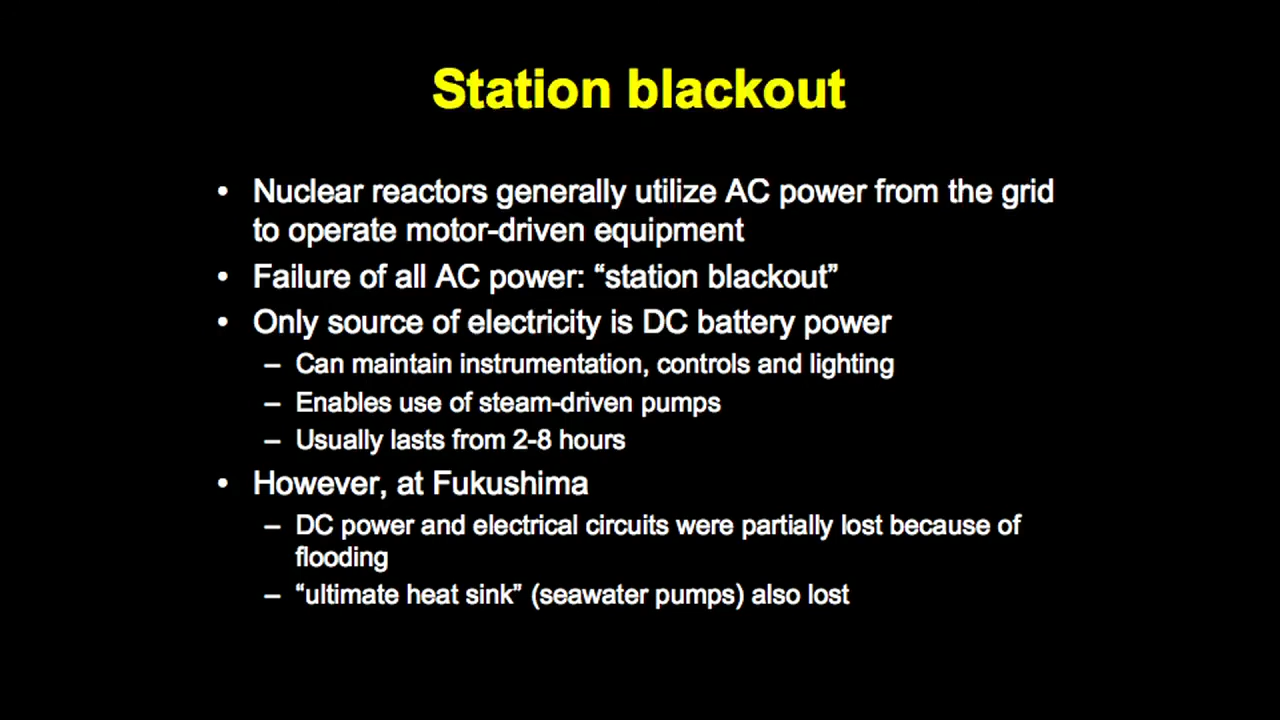 Station blackout
• Nuclear reactors generally utilize AC power from the grid
to operate motor-driven equipment
• Failure of all AC power: “station blackout”
• Only source of electricity is DC battery power
– Can maintain instrumentation, controls and lighting
– Enables use of steam-driven pumps
– Usually lasts from 2-8 hours
• However, at Fukushima
– DC power and electrical circuits were partially lost because of
flooding
– “ultimate heat sink” (seawater pumps) also lost